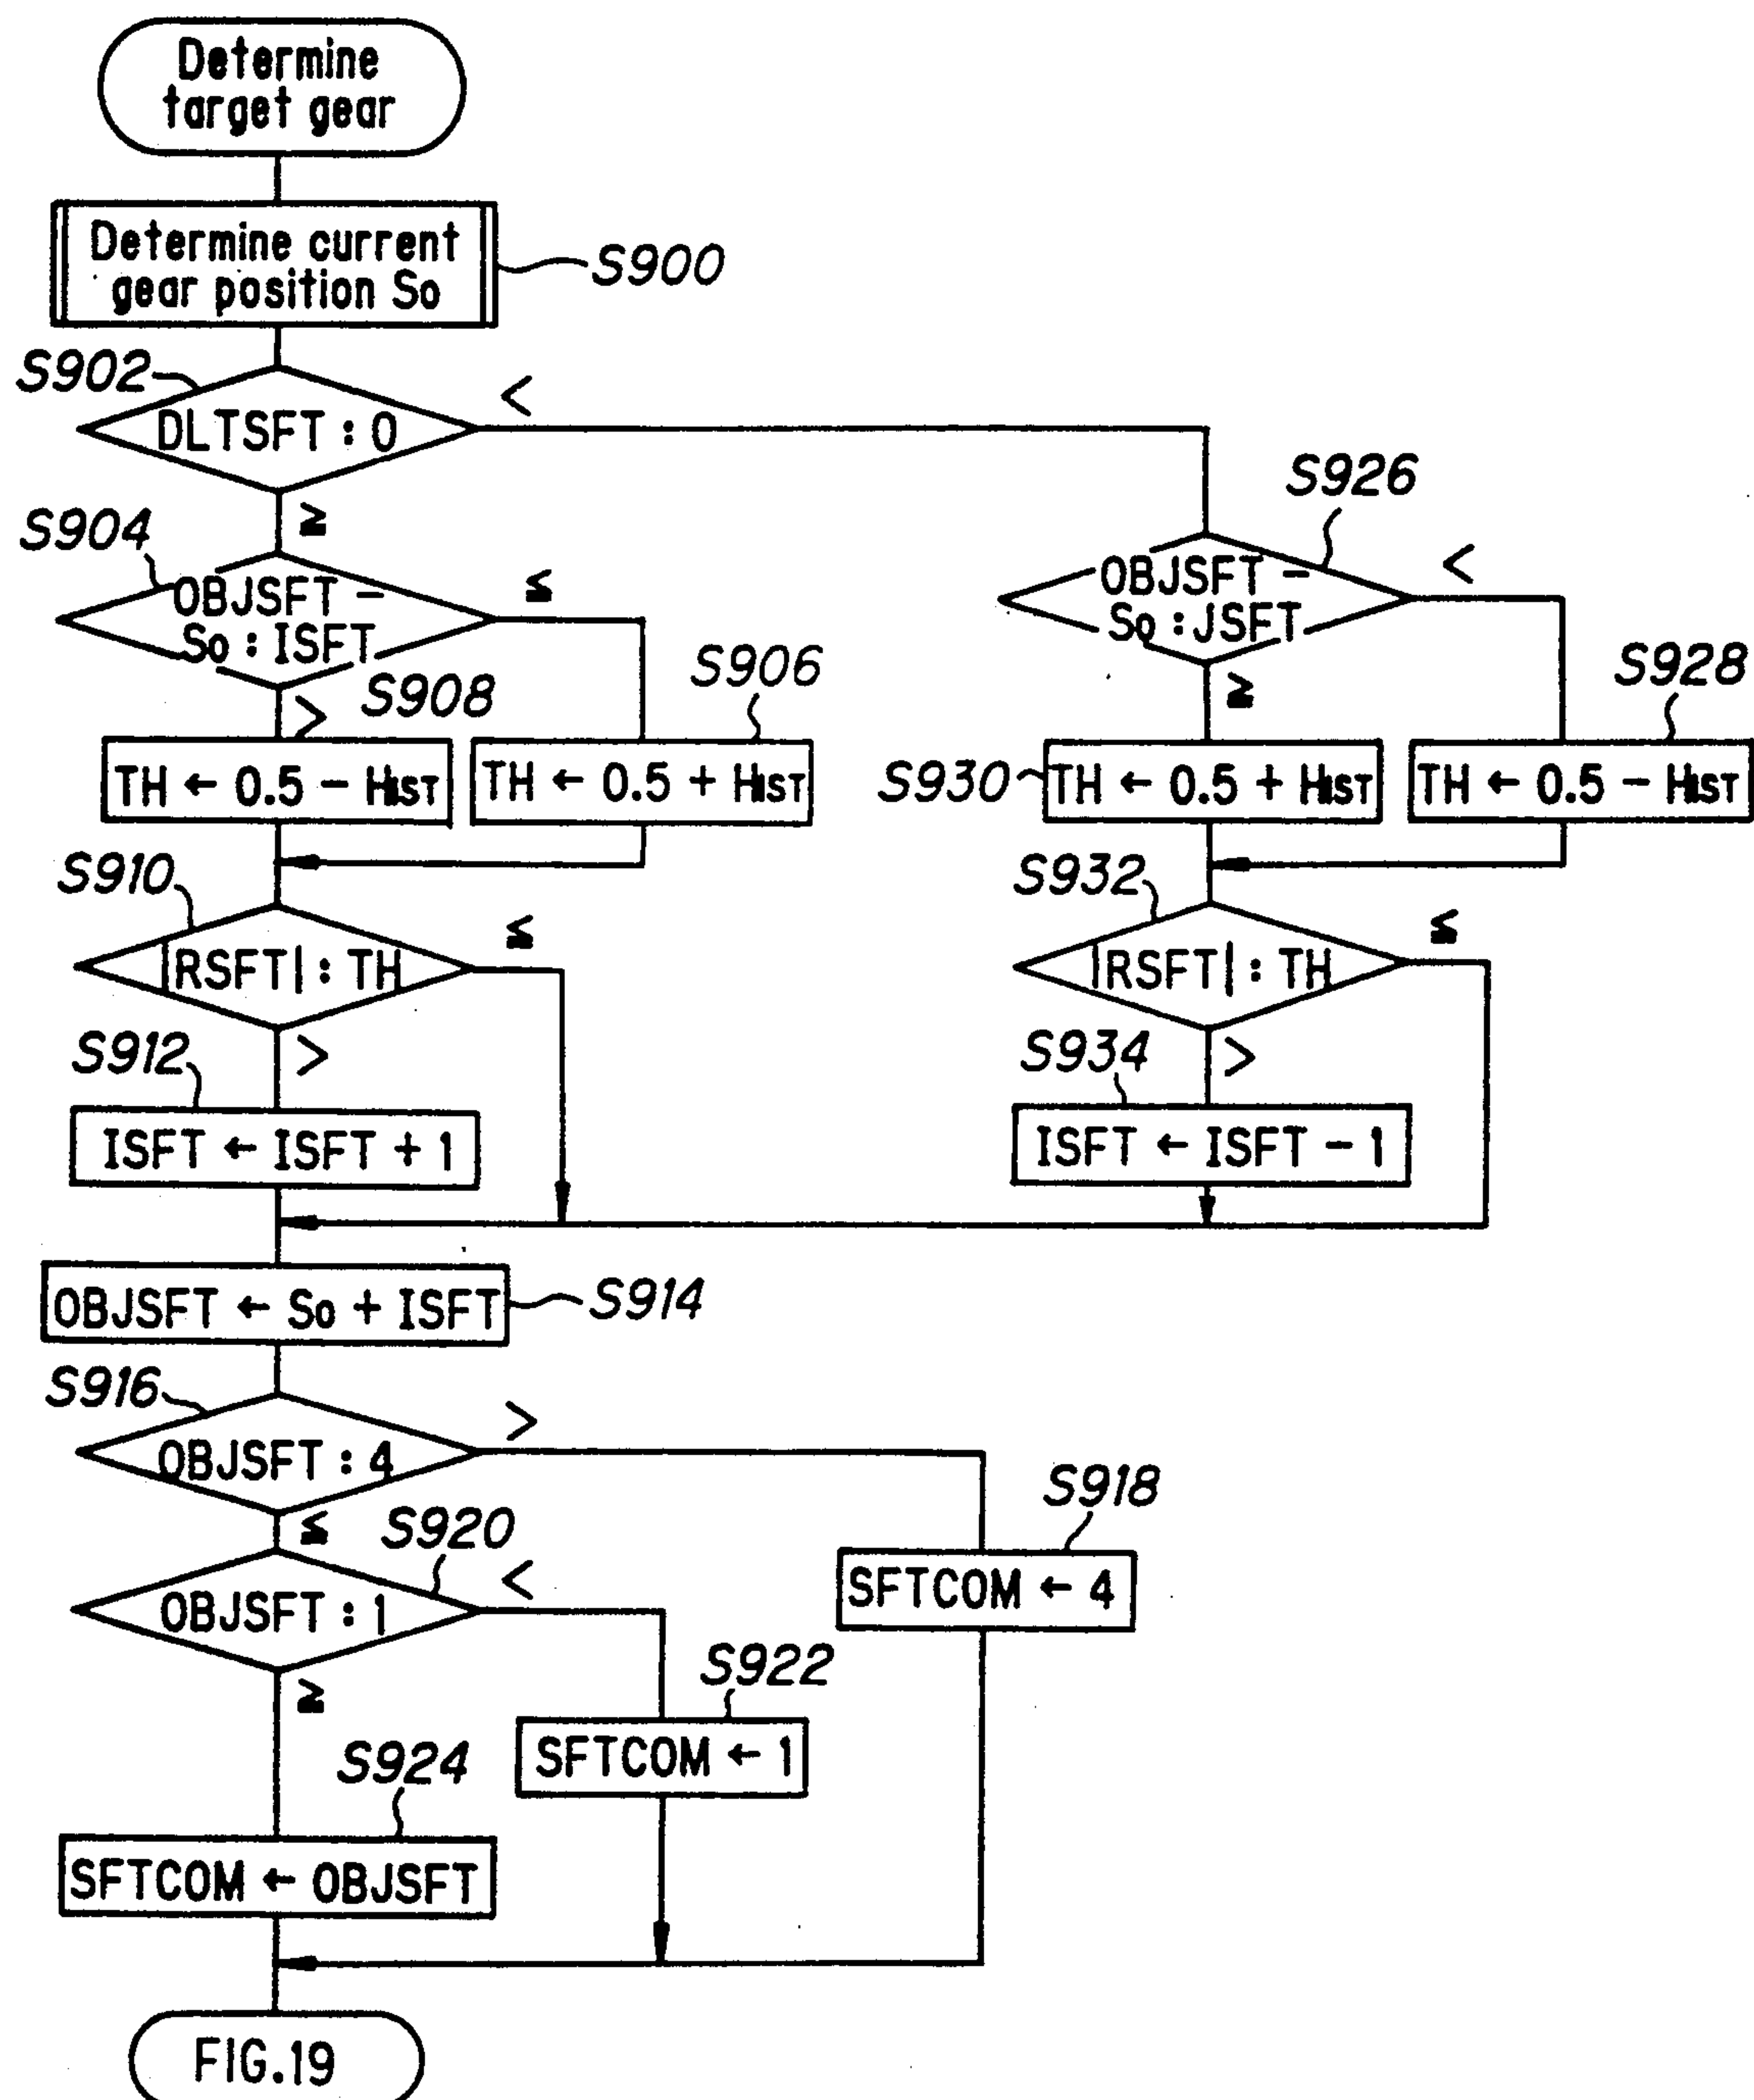 Determine
target gear
Determine current
gear position So
S900
S902
DLTSFT : 0
<
≧
S904
OBJSFT -
So : ISFT
≦
>
S908
S906
TH ← 0.5 - HIST
TH ← 0.5 + HIST
S926
OBJSFT -
So : JSFT
<
≧
S928
S930
TH ← 0.5 + HIST
TH ← 0.5 - HIST
S910
|RSFT| : TH
≦
>
S932
|RSFT| : TH
≦
>
S912
ISFT ← ISFT + 1
S934
ISFT ← ISFT - 1
OBJSFT ← So + ISFT
S914
S916
OBJSFT : 4
>
≦
S918
SFTCOM ← 4
S920
OBJSFT : 1
<
≧
S922
SFTCOM ← 1
S924
SFTCOM ← OBJSFT
FIG.19